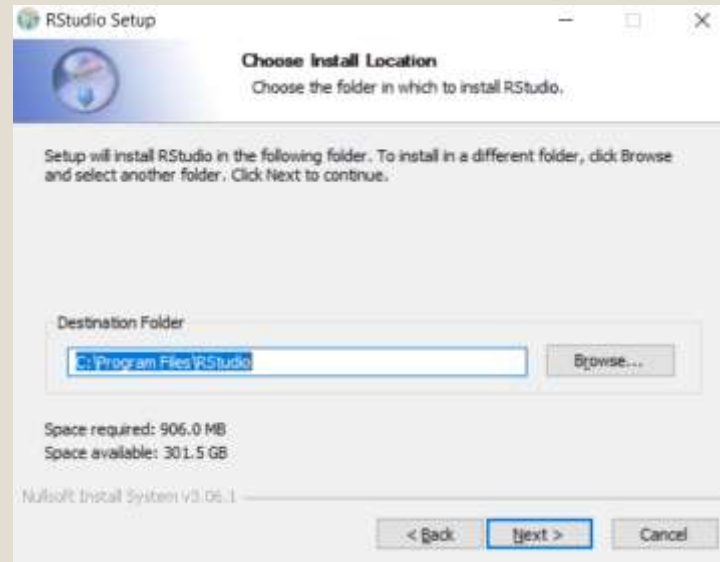 RStudio Setup
Choose Install Location
Choose the folder in which to install RStudio.
Setup will install RStudio in the following folder. To install in a different folder, click Browse
and select another folder. Click Next to continue.
Destination Folder
C:\Program Files\RStudio
Browse...
Space required: 906.0 MB
Space available: 301.5 GB
Nullsoft Install System v3.06.1
< Back
Next >
Cancel